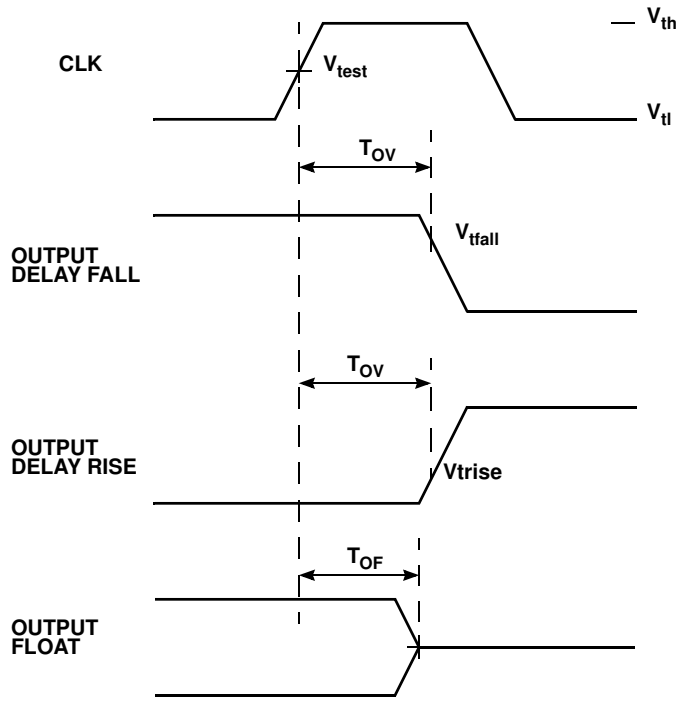 V_th
CLK
V_test
V_tl
T_OV
V_tfall
OUTPUT
DELAY FALL
T_OV
OUTPUT
DELAY RISE
Vtrise
T_OF
OUTPUT
FLOAT